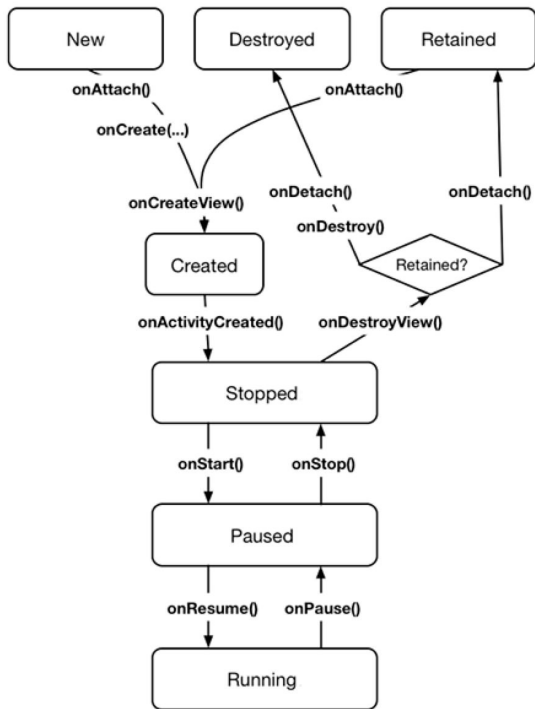 New
Destroyed
Retained
onAttach()
onAttach()
onCreate(...)
onCreateView()
onDetach()
onDetach()
onDestroy()
Created
Retained?
onActivityCreated()
onDestroyView()
Stopped
onStart()
onStop()
Paused
onResume()
onPause()
Running